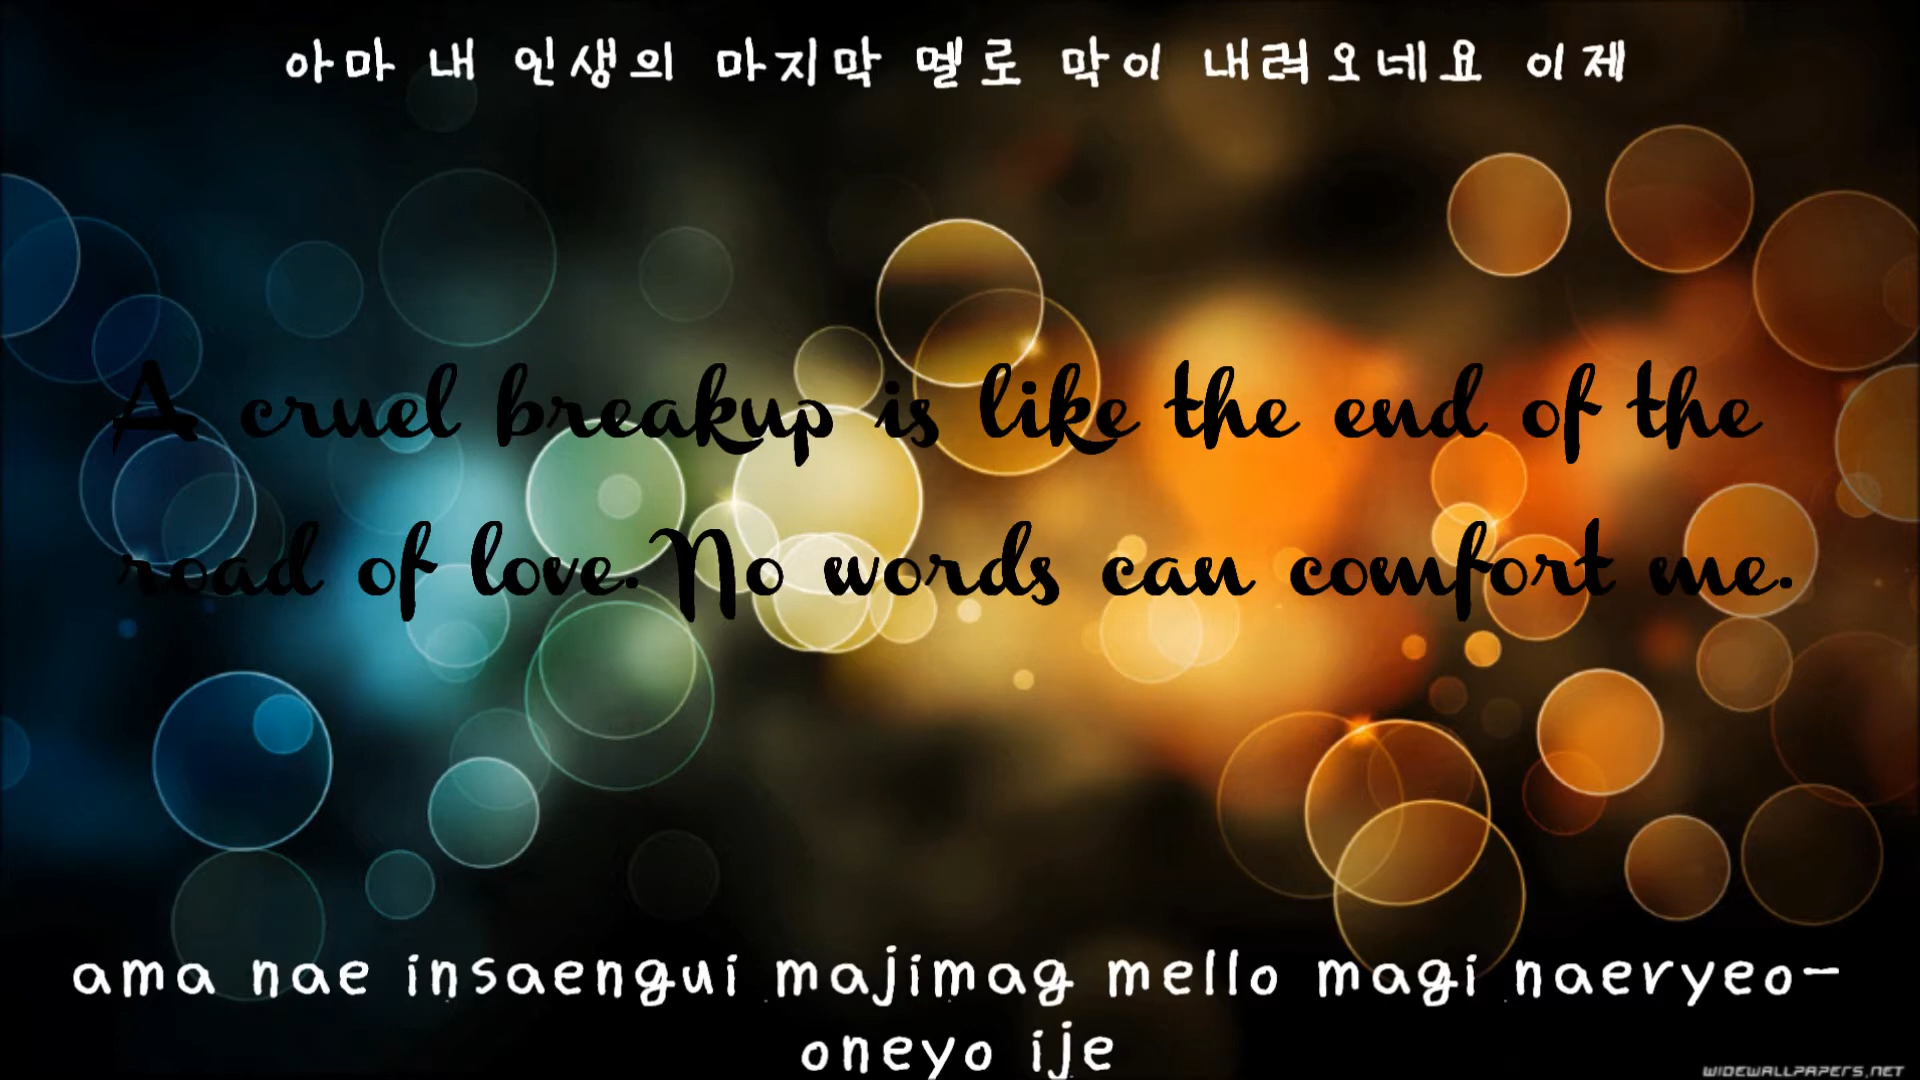 아마 내 인생의 마지막 멜로 막이 내려오네요 이제
A cruel breakup is like the end of the
road of love. No words can comfort me.
ama nae insaengui majimag mello magi naeryeo-
oneyo ije
WIDEWALLPAPERS.NET